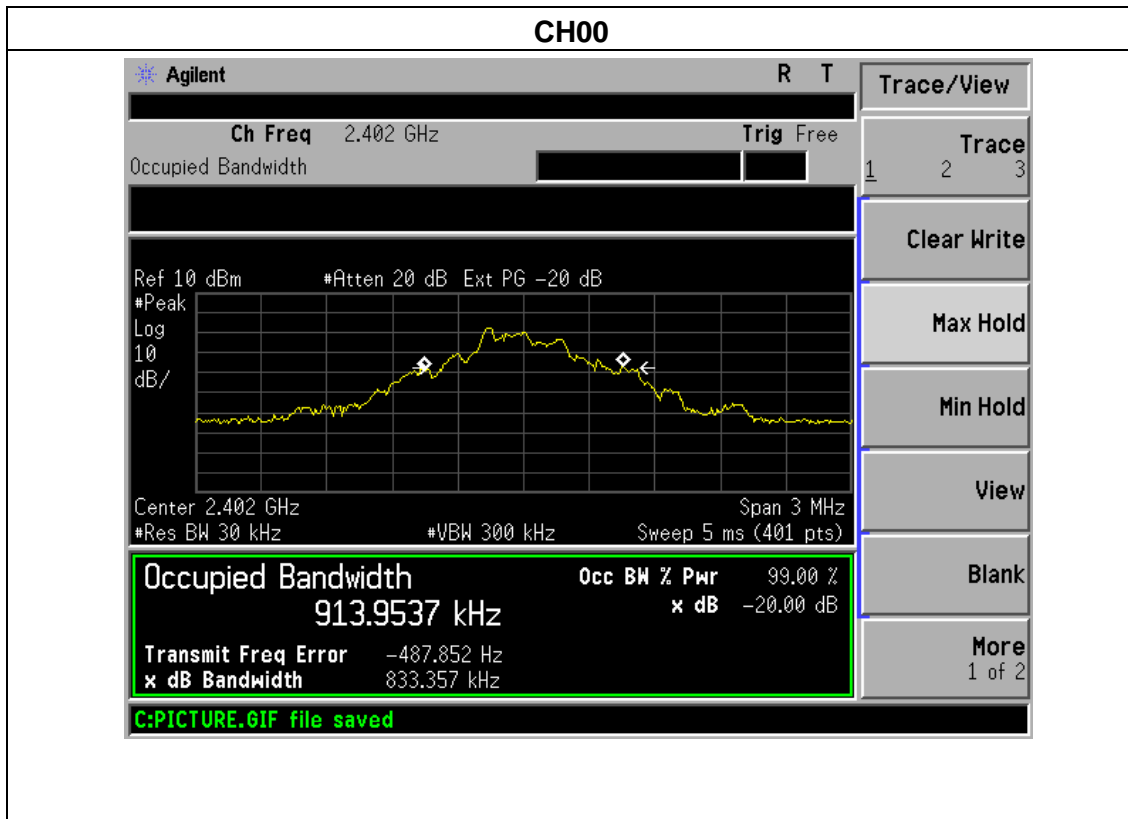 CH00
Agilent R T
Trace/View
Ch Freq 2.402 GHz Trig Free
Occupied Bandwidth
Trace
1 2 3
Clear Write
Ref 10 dBm #Atten 20 dB Ext PG -20 dB
#Peak
Log
10
dB/
Max Hold
Min Hold
View
Center 2.402 GHz Span 3 MHz
#Res BW 30 kHz #VBW 300 kHz Sweep 5 ms (401 pts)
Occupied Bandwidth Occ BW % Pwr 99.00 %
913.9537 kHz x dB -20.00 dB
Blank
Transmit Freq Error -487.852 Hz
x dB Bandwidth 833.357 kHz
More
1 of 2
C:PICTURE.GIF file saved